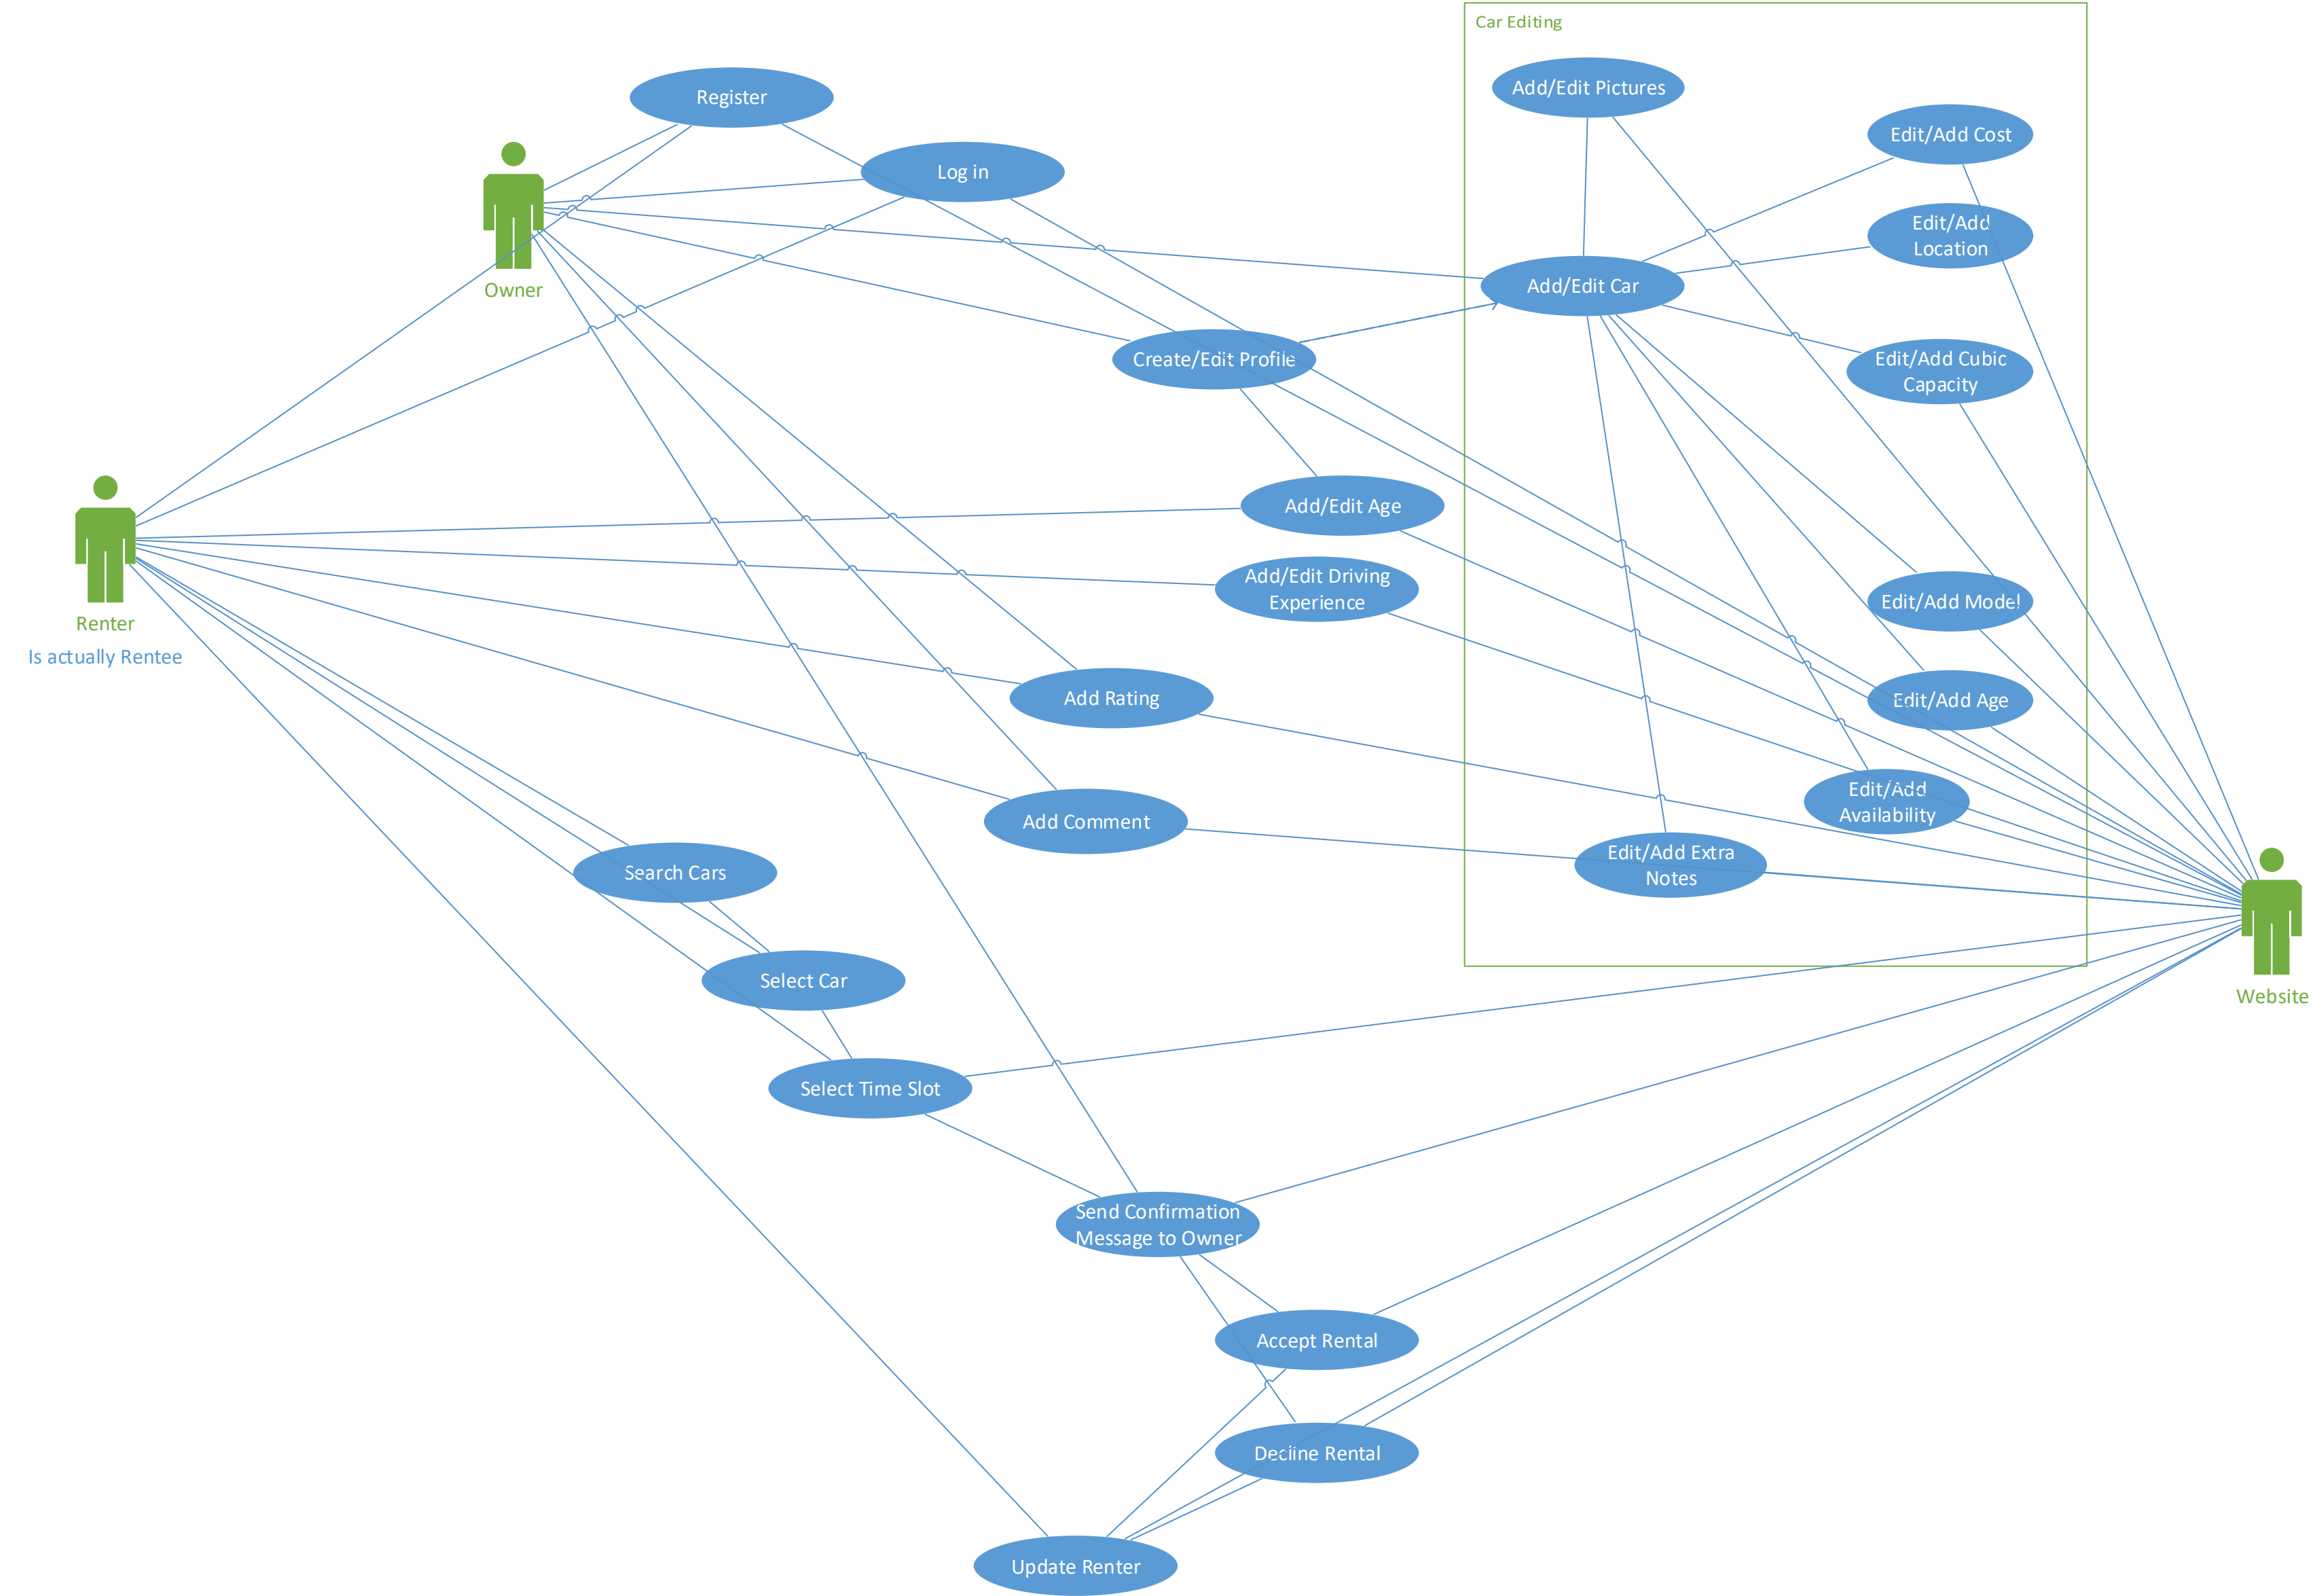 Car Editing
Add/Edit Pictures
Register
Edit/Add Cost
Log in
Edit/Add
Location
Owner
Add/Edit Car
Create/Edit Profile
Edit/Add Cubic
Capacity
Add/Edit Age
Add/Edit Driving
Experience
Edit/Add Model
Renter
Is actually Rentee
Add Rating
Edit/Add Age
Edit/Add
Availability
Add Comment
Edit/Add Extra
Notes
Search Cars
Select Car
Website
Select Time Slot
Send Confirmation
Message to Owner
Accept Rental
Decline Rental
Update Renter